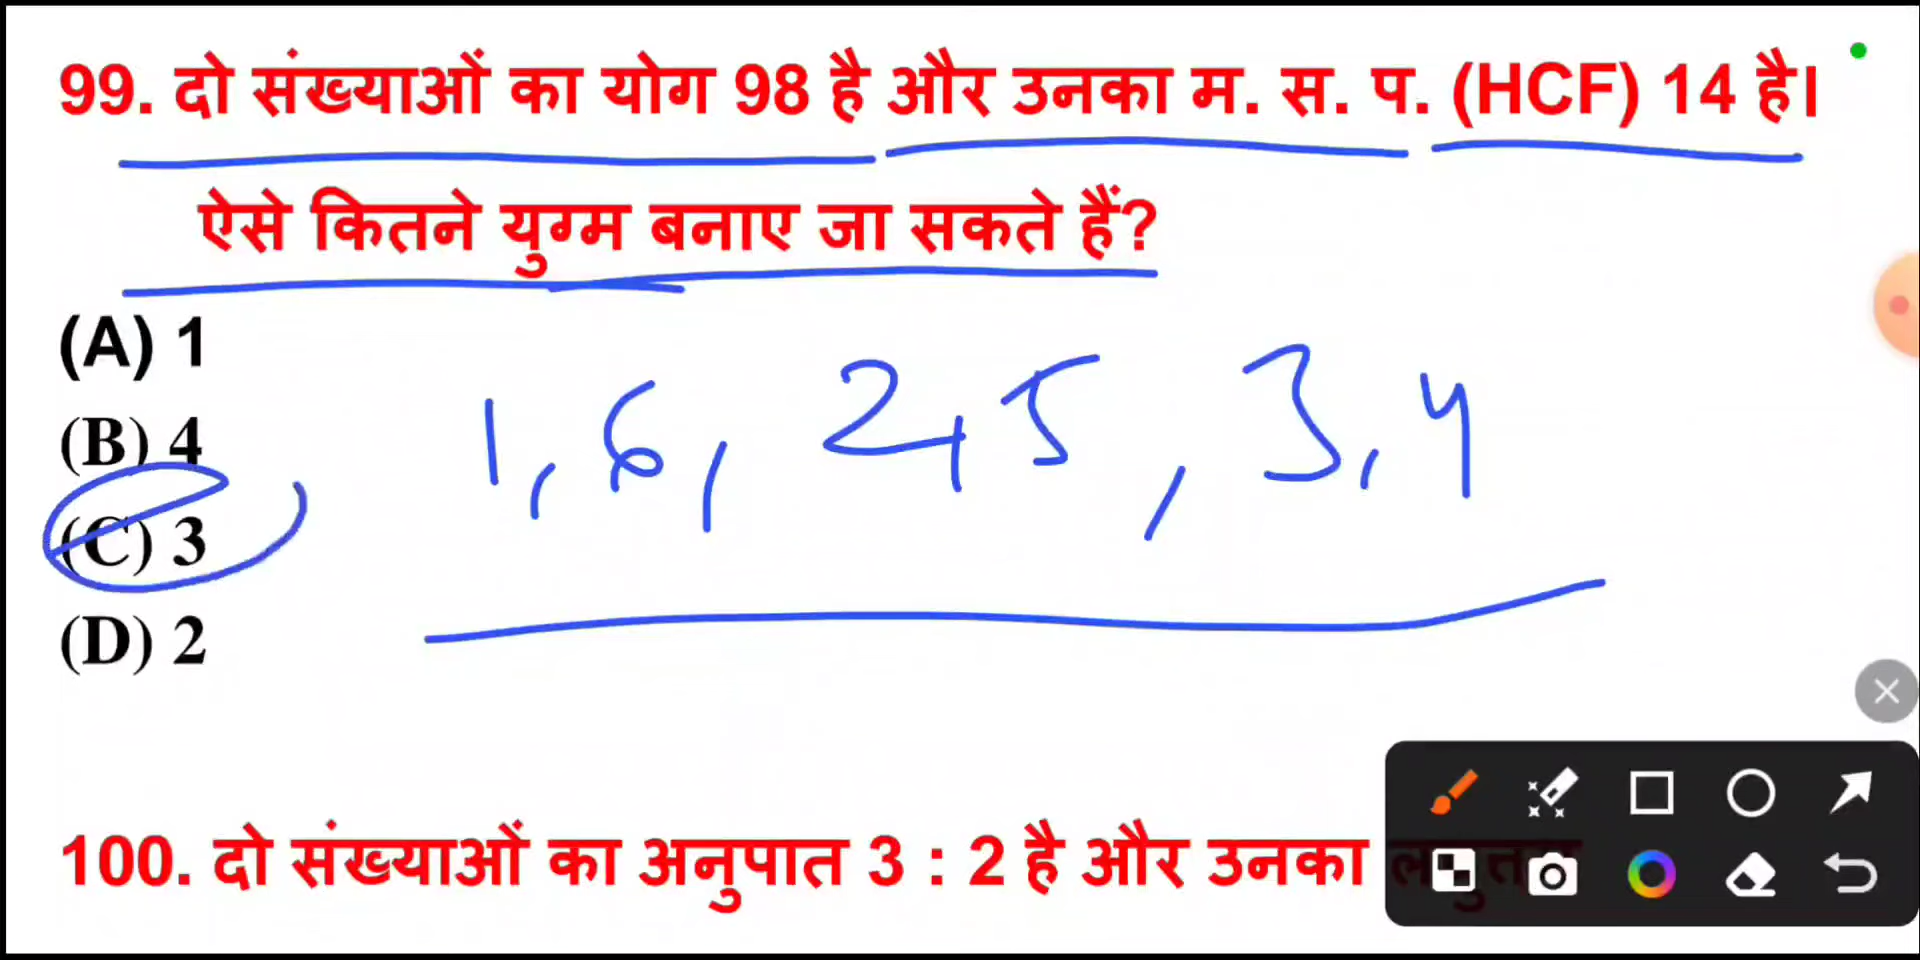 99. दो संख्याओं का योग 98 है और उनका म. स. प. (HCF) 14 है।
ऐसे कितने युग्म बनाए जा सकते हैं?
(A) 1
(B) 4
(C) 3
(D) 2
1, 6, 2, 5, 3, 4
100. दो संख्याओं का अनुपात 3 : 2 है और उनका